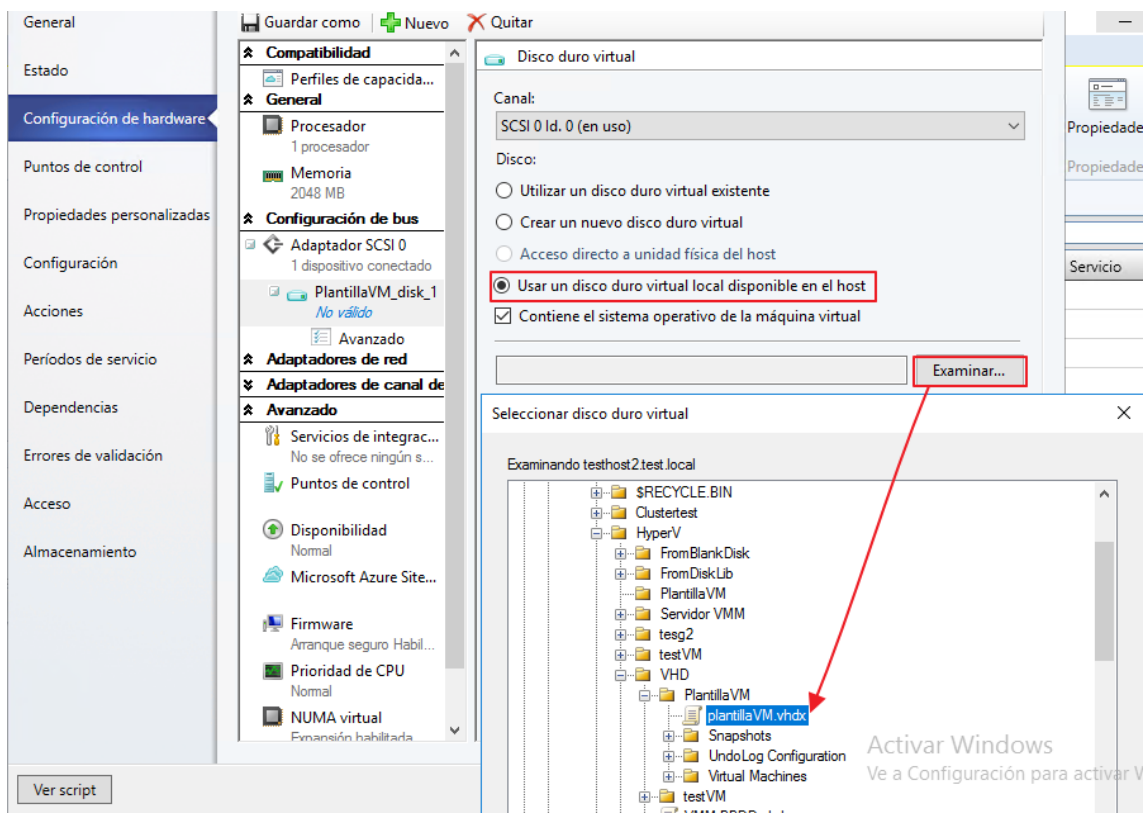 General
Estado
Configuración de hardware
Puntos de control
Propiedades personalizadas
Configuración
Acciones
Períodos de servicio
Dependencias
Errores de validación
Acceso
Almacenamiento
Ver script
Guardar como Nuevo Quitar
Compatibilidad
Perfiles de capacida...
General
Procesador
1 procesador
Memoria
2048 MB
Configuración de bus
Adaptador SCSI 0
1 dispositivo conectado
PlantillaVM_disk_1
No válido
Avanzado
Adaptadores de red
Adaptadores de canal de
Avanzado
Servicios de integrac...
No se ofrece ningún s...
Puntos de control
Disponibilidad
Normal
Microsoft Azure Site...
Firmware
Arranque seguro Habil...
Prioridad de CPU
Normal
NUMA virtual
Expansión habilitada
Disco duro virtual
Canal:
SCSI 0 Id. 0 (en uso)
Disco:
Utilizar un disco duro virtual existente
Crear un nuevo disco duro virtual
Acceso directo a unidad física del host
Usar un disco duro virtual local disponible en el host
Contiene el sistema operativo de la máquina virtual
Examinar...
Seleccionar disco duro virtual
Examinando testhost2.test.local
$RECYCLE.BIN
Clustertest
HyperV
FromBlankDisk
FromDiskLib
PlantillaVM
Servidor VMM
tesg2
testVM
VHD
PlantillaVM
plantillaVM.vhdx
Snapshots
UndoLog Configuration
Virtual Machines
testVM
Propiedade
Propiedade
Servicio
Activar Windows
Ve a Configuración para activar W